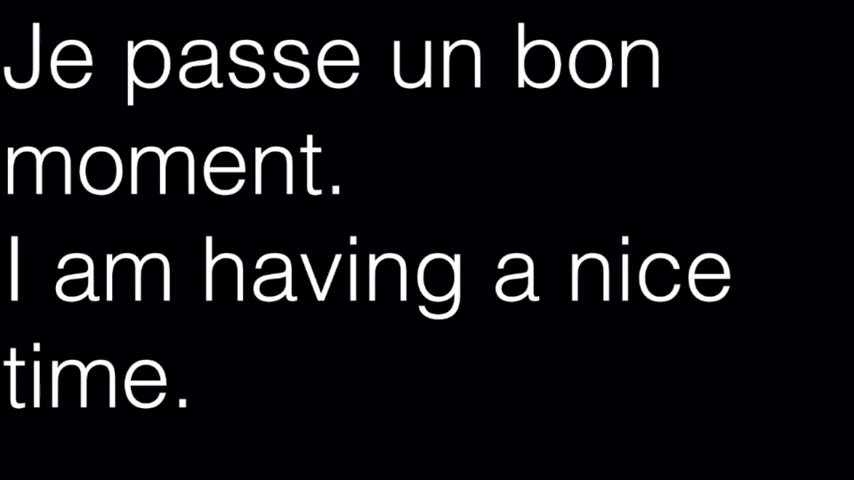 Je passe un bon
moment.
I am having a nice
time.